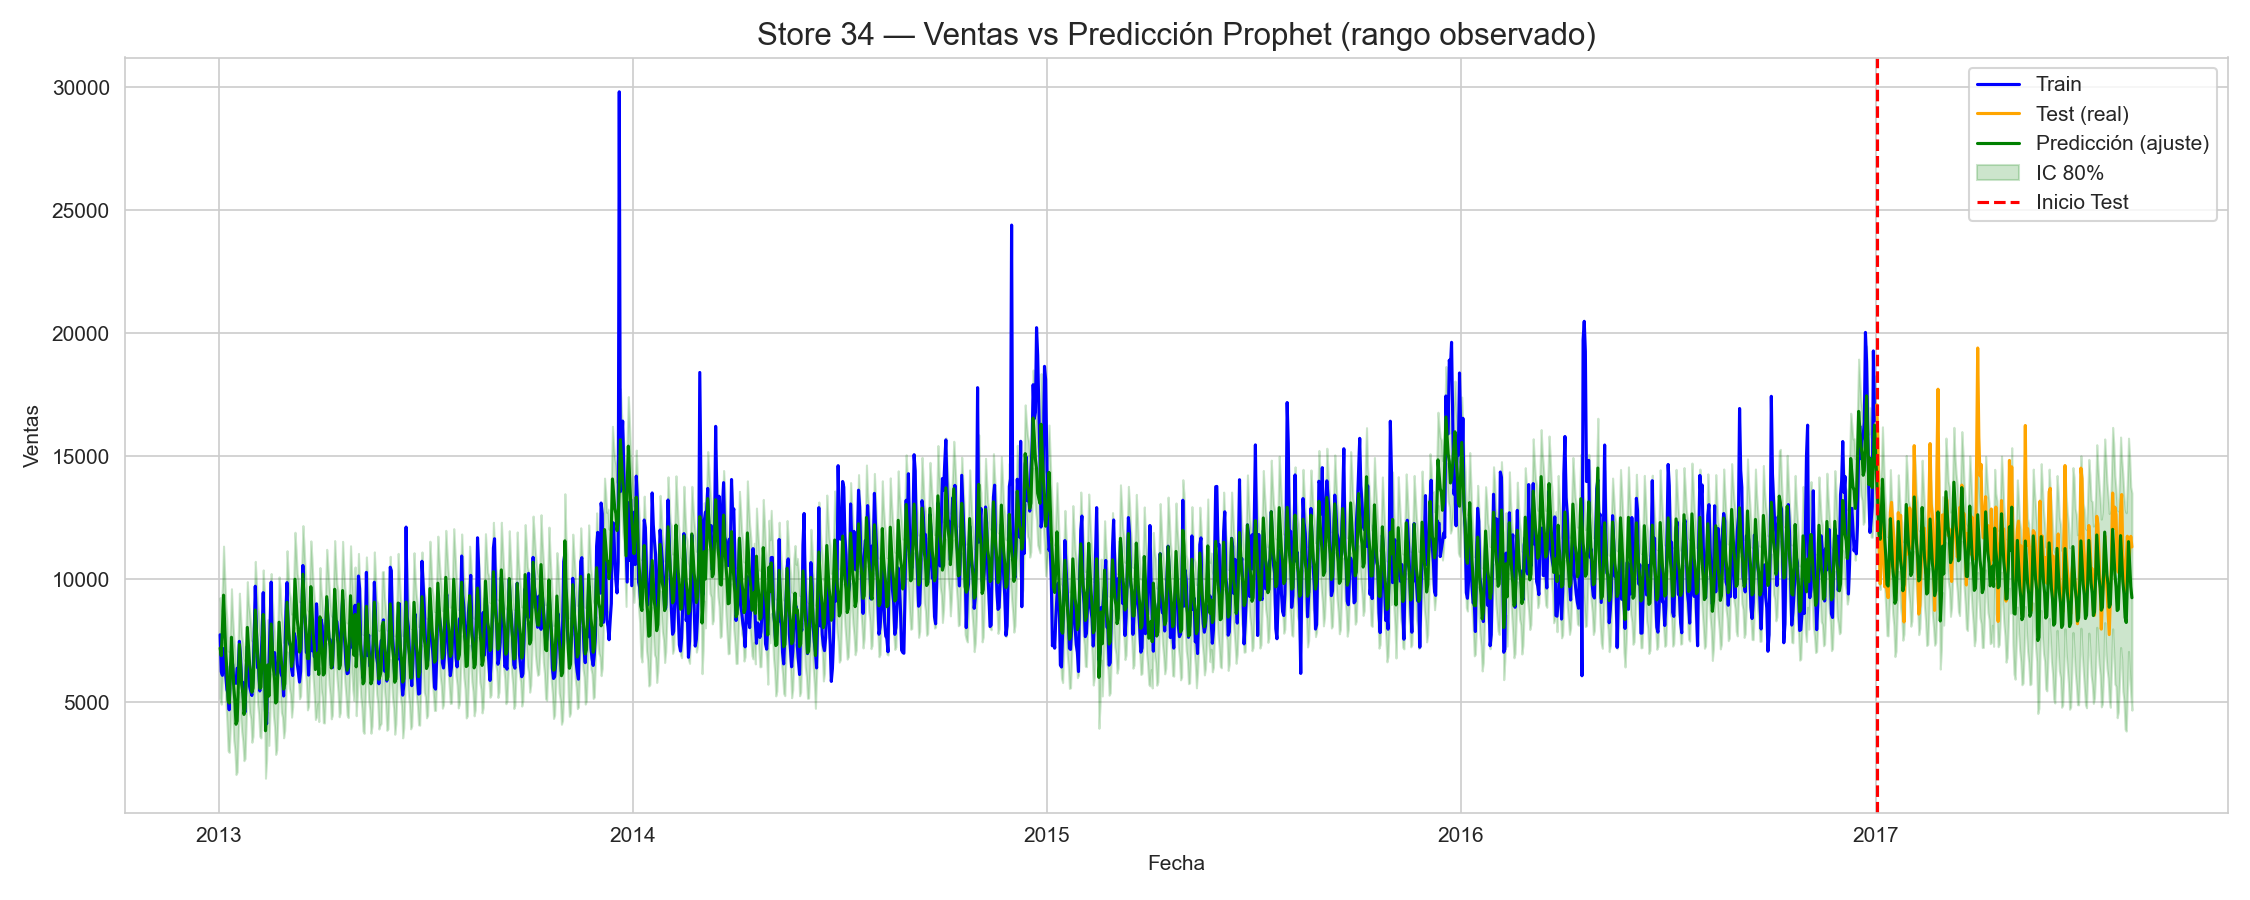 Store 34 — Ventas vs Predicción Prophet (rango observado)
30000
25000
20000
15000
10000
5000
Ventas
Train
Test (real)
Predicción (ajuste)
IC 80%
Inicio Test
2013
2014
2015
2016
2017
Fecha